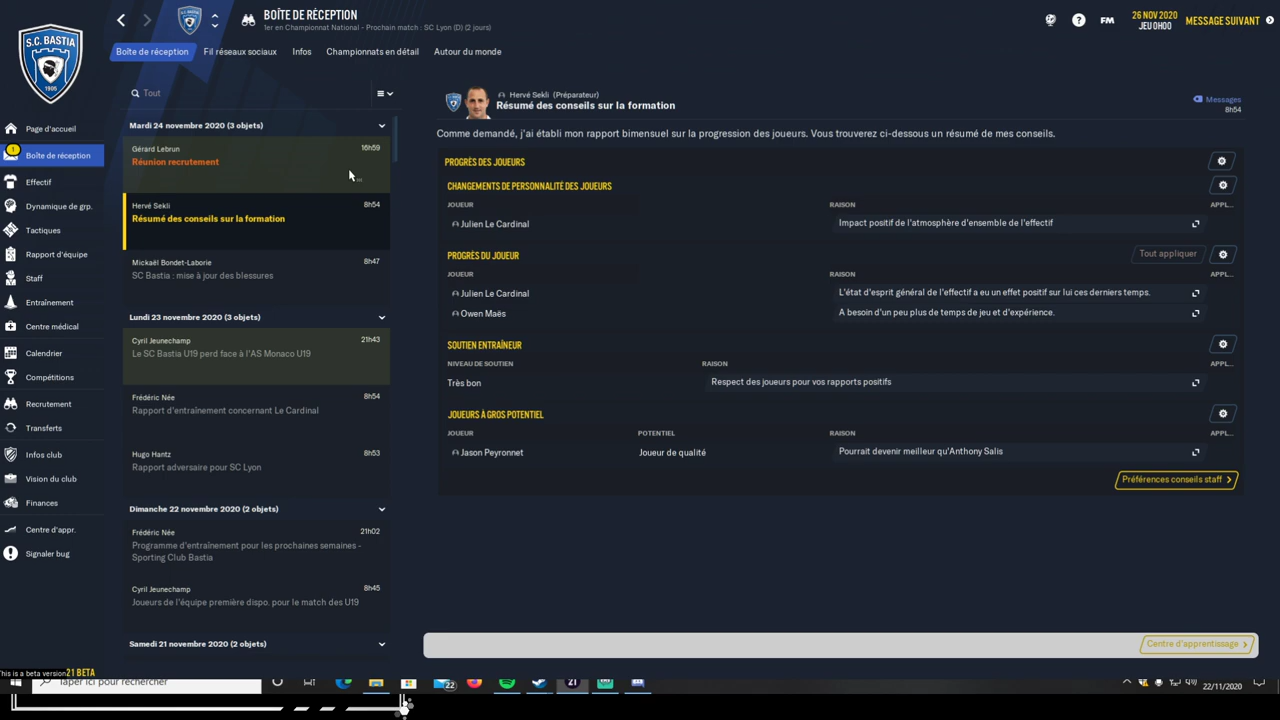 S.C. BASTIA
1905
BOÎTE DE RÉCEPTION
1er en Championnat National - Prochain match : SC Lyon (D) (2 jours)
?
FM
26 NOV 2020
JEU 0H00
MESSAGE SUIVANT
Boîte de réception
Fil réseaux sociaux
Infos
Championnats en détail
Autour du monde
Page d'accueil
1
Boîte de réception
Effectif
Dynamique de grp.
Tactiques
Rapport d'équipe
Staff
Entraînement
Centre médical
Calendrier
Compétitions
Recrutement
Transferts
Infos club
Vision du club
Finances
Centre d'appr.
Signaler bug
Tout
Mardi 24 novembre 2020 (3 objets)
Gérard Lebrun 16h59
Réunion recrutement
Hervé Sekli 8h54
Résumé des conseils sur la formation
Mickaël Bondet-Laborie 8h47
SC Bastia : mise à jour des blessures
Lundi 23 novembre 2020 (3 objets)
Cyril Jeunechamp 21h43
Le SC Bastia U19 perd face à l'AS Monaco U19
Frédéric Née 8h54
Rapport d'entraînement concernant Le Cardinal
Hugo Hantz 8h53
Rapport adversaire pour SC Lyon
Dimanche 22 novembre 2020 (2 objets)
Frédéric Née 21h02
Programme d'entraînement pour les prochaines semaines -
Sporting Club Bastia
Cyril Jeunechamp 8h45
Joueurs de l'équipe première dispo. pour le match des U19
Samedi 21 novembre 2020 (2 objets)
Hervé Sekli (Préparateur)
Résumé des conseils sur la formation
Messages
8h54
Comme demandé, j'ai établi mon rapport bimensuel sur la progression des joueurs. Vous trouverez ci-dessous un résumé de mes conseils.
PROGRÈS DES JOUEURS
CHANGEMENTS DE PERSONNALITÉ DES JOUEURS
JOUEUR RAISON APPL...
Julien Le Cardinal Impact positif de l'atmosphère d'ensemble de l'effectif
PROGRÈS DU JOUEUR Tout appliquer
JOUEUR RAISON APPL...
Julien Le Cardinal L'état d'esprit général de l'effectif a eu un effet positif sur lui ces derniers temps.
Owen Maës A besoin d'un peu plus de temps de jeu et d'expérience.
SOUTIEN ENTRAÎNEUR
NIVEAU DE SOUTIEN RAISON APPL...
Très bon Respect des joueurs pour vos rapports positifs
JOUEURS À GROS POTENTIEL
JOUEUR POTENTIEL RAISON APPL...
Jason Peyronnet Joueur de qualité Pourrait devenir meilleur qu'Anthony Salis
Préférences conseils staff
Centre d'apprentissage
This is a beta version 21 BETA
Taper ici pour rechercher
22
21
22/11/2020